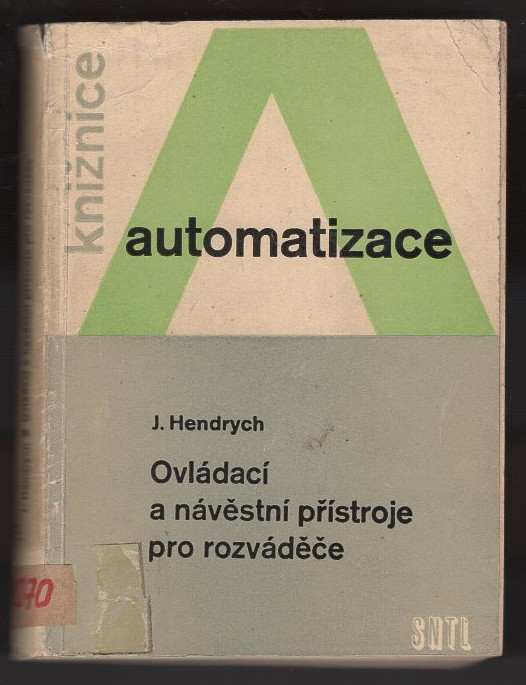 knižnice
automatizace
J. Hendrych
Ovládací
a návěstní přístroje
pro rozváděče
SNTL